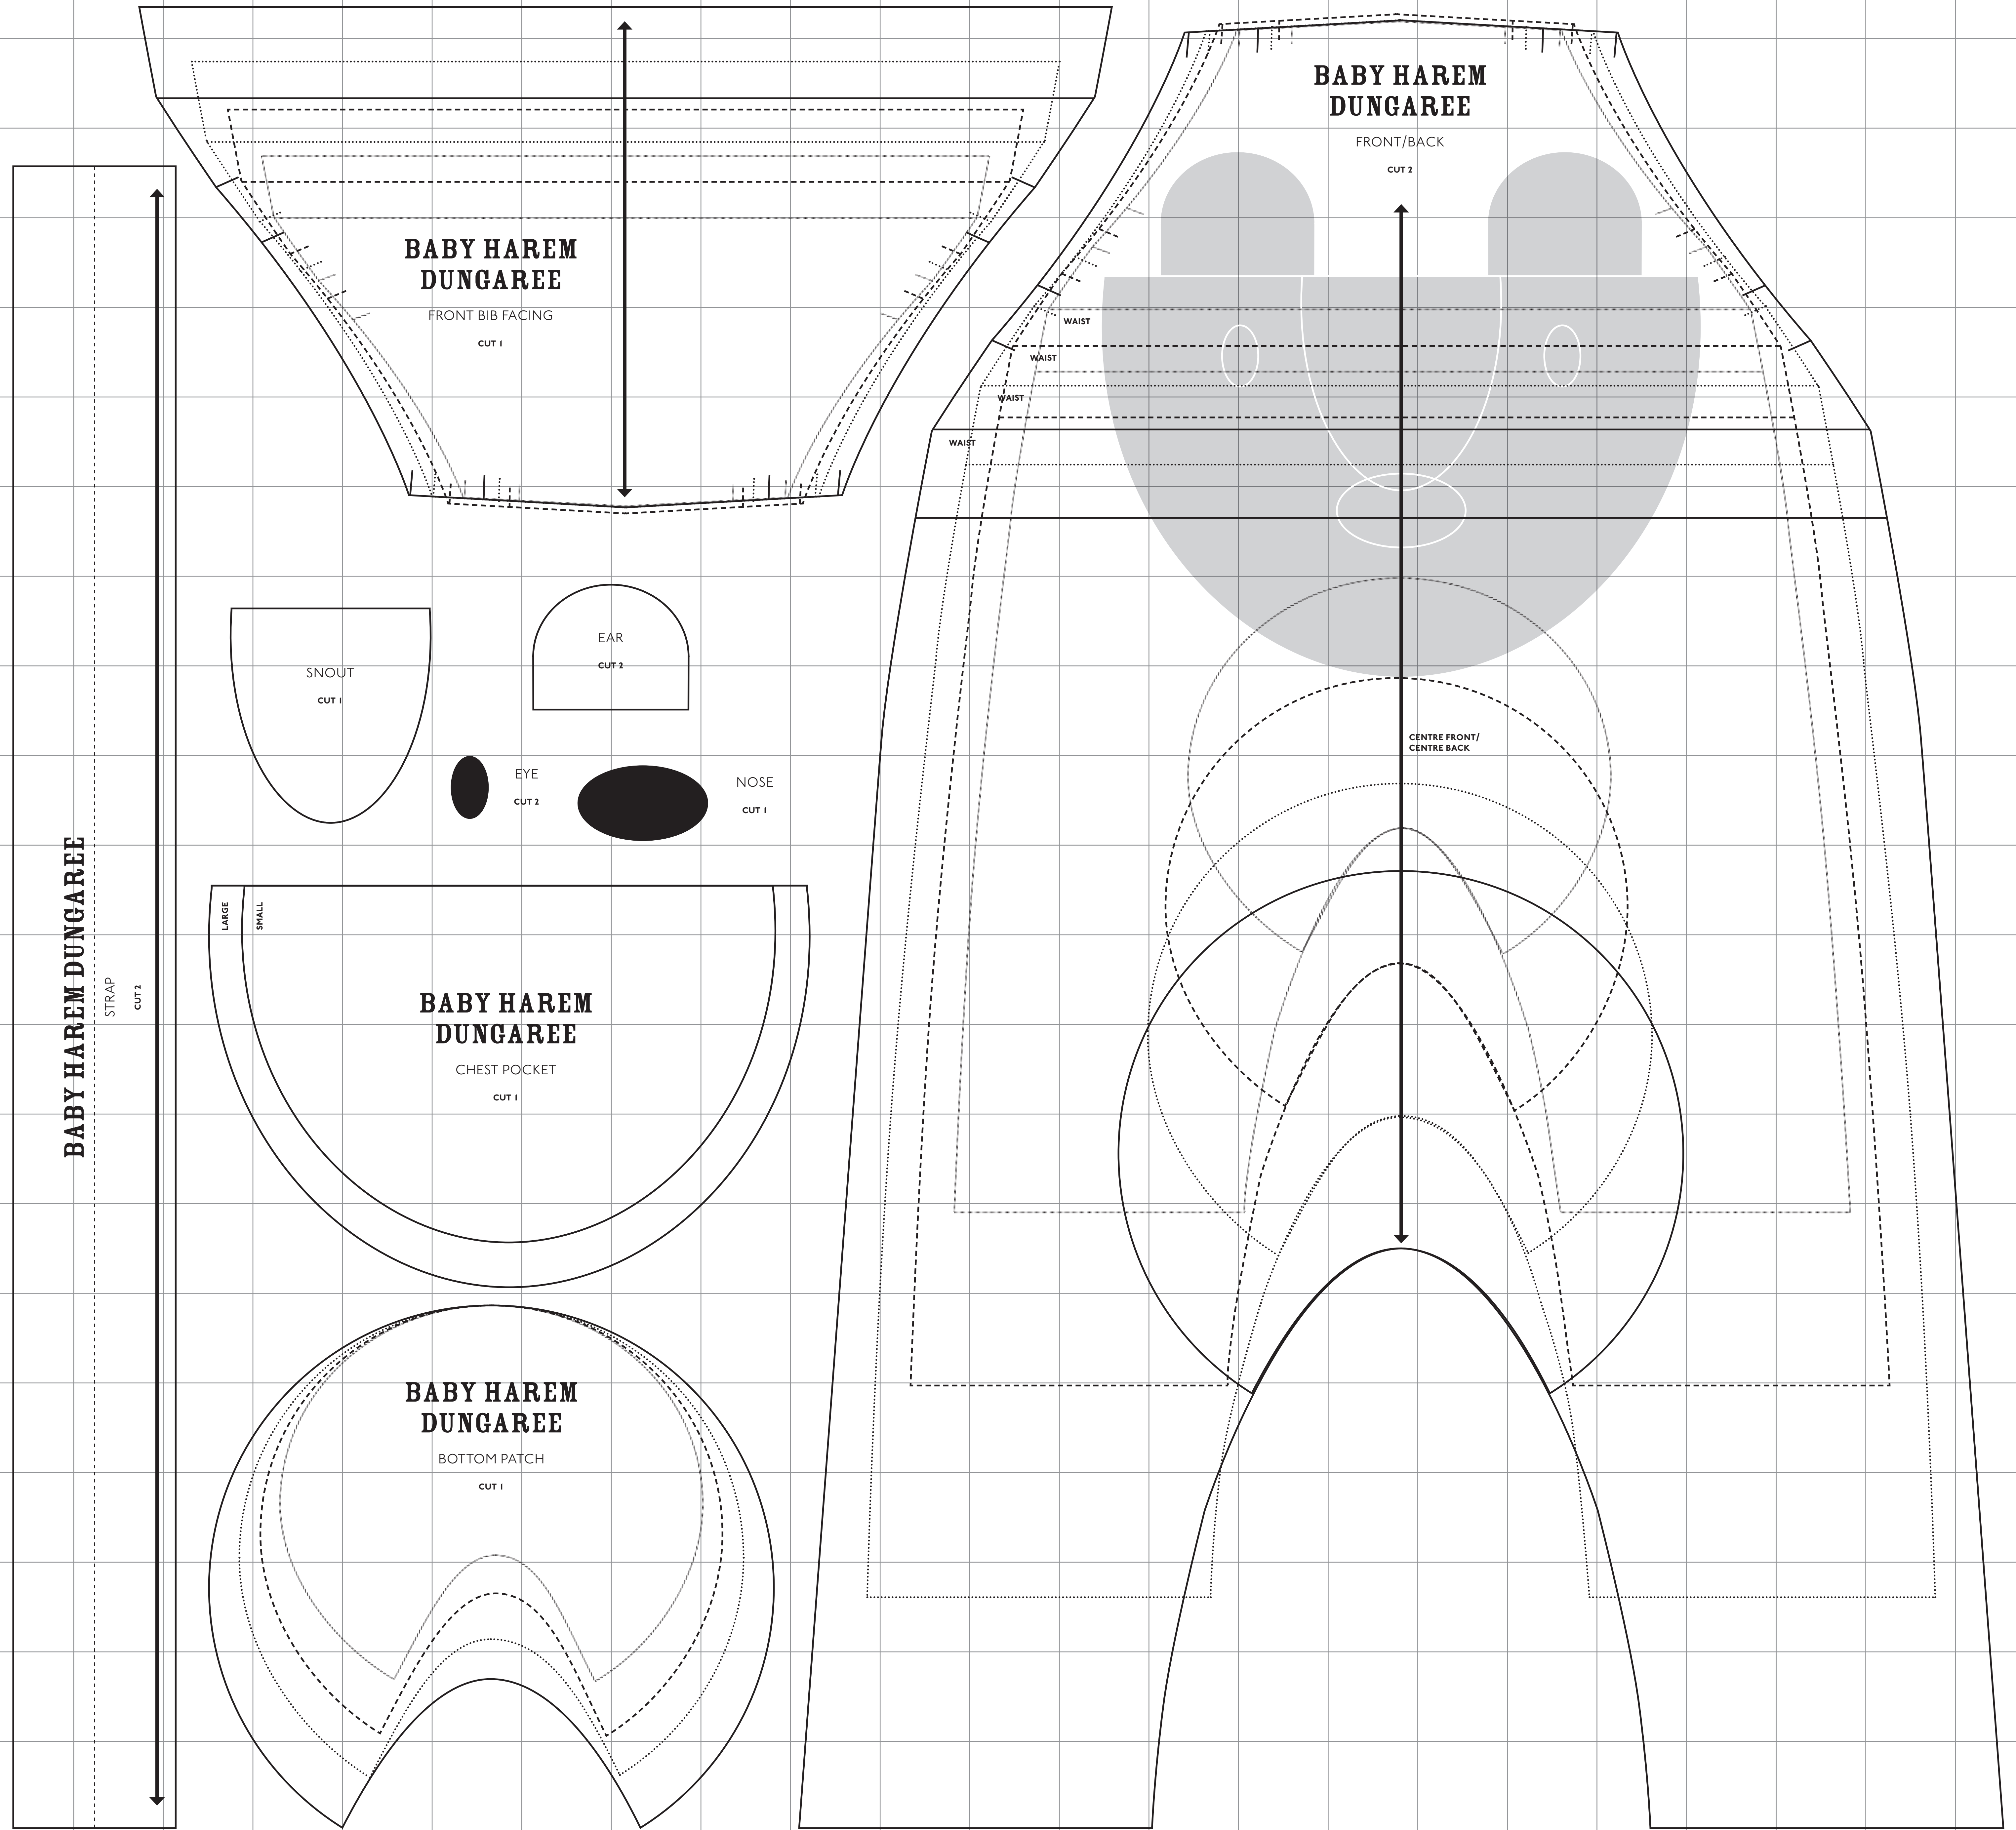 BABY HAREM
DUNGAREE
FRONT BIB FACING
CUT 1
BABY HAREM
DUNGAREE
FRONT/BACK
CUT 2
WAIST
WAIST
WAIST
WAIST
CENTRE FRONT/
CENTRE BACK
SNOUT
CUT 1
EAR
CUT 2
EYE
CUT 2
NOSE
CUT 1
BABY HAREM DUNGAREE
STRAP
CUT 2
LARGE
SMALL
BABY HAREM
DUNGAREE
CHEST POCKET
CUT 1
BABY HAREM
DUNGAREE
BOTTOM PATCH
CUT 1